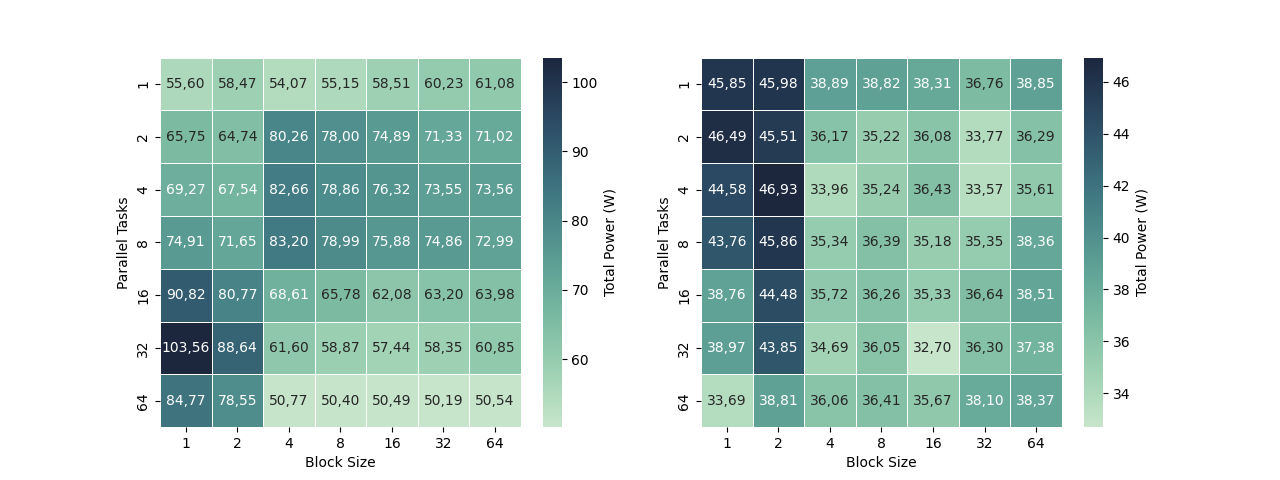 1 55,60 58,47 54,07 55,15 58,51 60,23 61,08
2 65,75 64,74 80,26 78,00 74,89 71,33 71,02
4 69,27 67,54 82,66 78,86 76,32 73,55 73,56
8 74,91 71,65 83,20 78,99 75,88 74,86 72,99
16 90,82 80,77 68,61 65,78 62,08 63,20 63,98
32 103,56 88,64 61,60 58,87 57,44 58,35 60,85
64 84,77 78,55 50,77 50,40 50,49 50,19 50,54
1 2 4 8 16 32 64
Block Size
Parallel Tasks
100
90
80
70
60
Total Power (W)
1 45,85 45,98 38,89 38,82 38,31 36,76 38,85
2 46,49 45,51 36,17 35,22 36,08 33,77 36,29
4 44,58 46,93 33,96 35,24 36,43 33,57 35,61
8 43,76 45,86 35,34 36,39 35,18 35,35 38,36
16 38,76 44,48 35,72 36,26 35,33 36,64 38,51
32 38,97 43,85 34,69 36,05 32,70 36,30 37,38
64 33,69 38,81 36,06 36,41 35,67 38,10 38,37
1 2 4 8 16 32 64
Block Size
Parallel Tasks
46
44
42
40
38
36
34
Total Power (W)